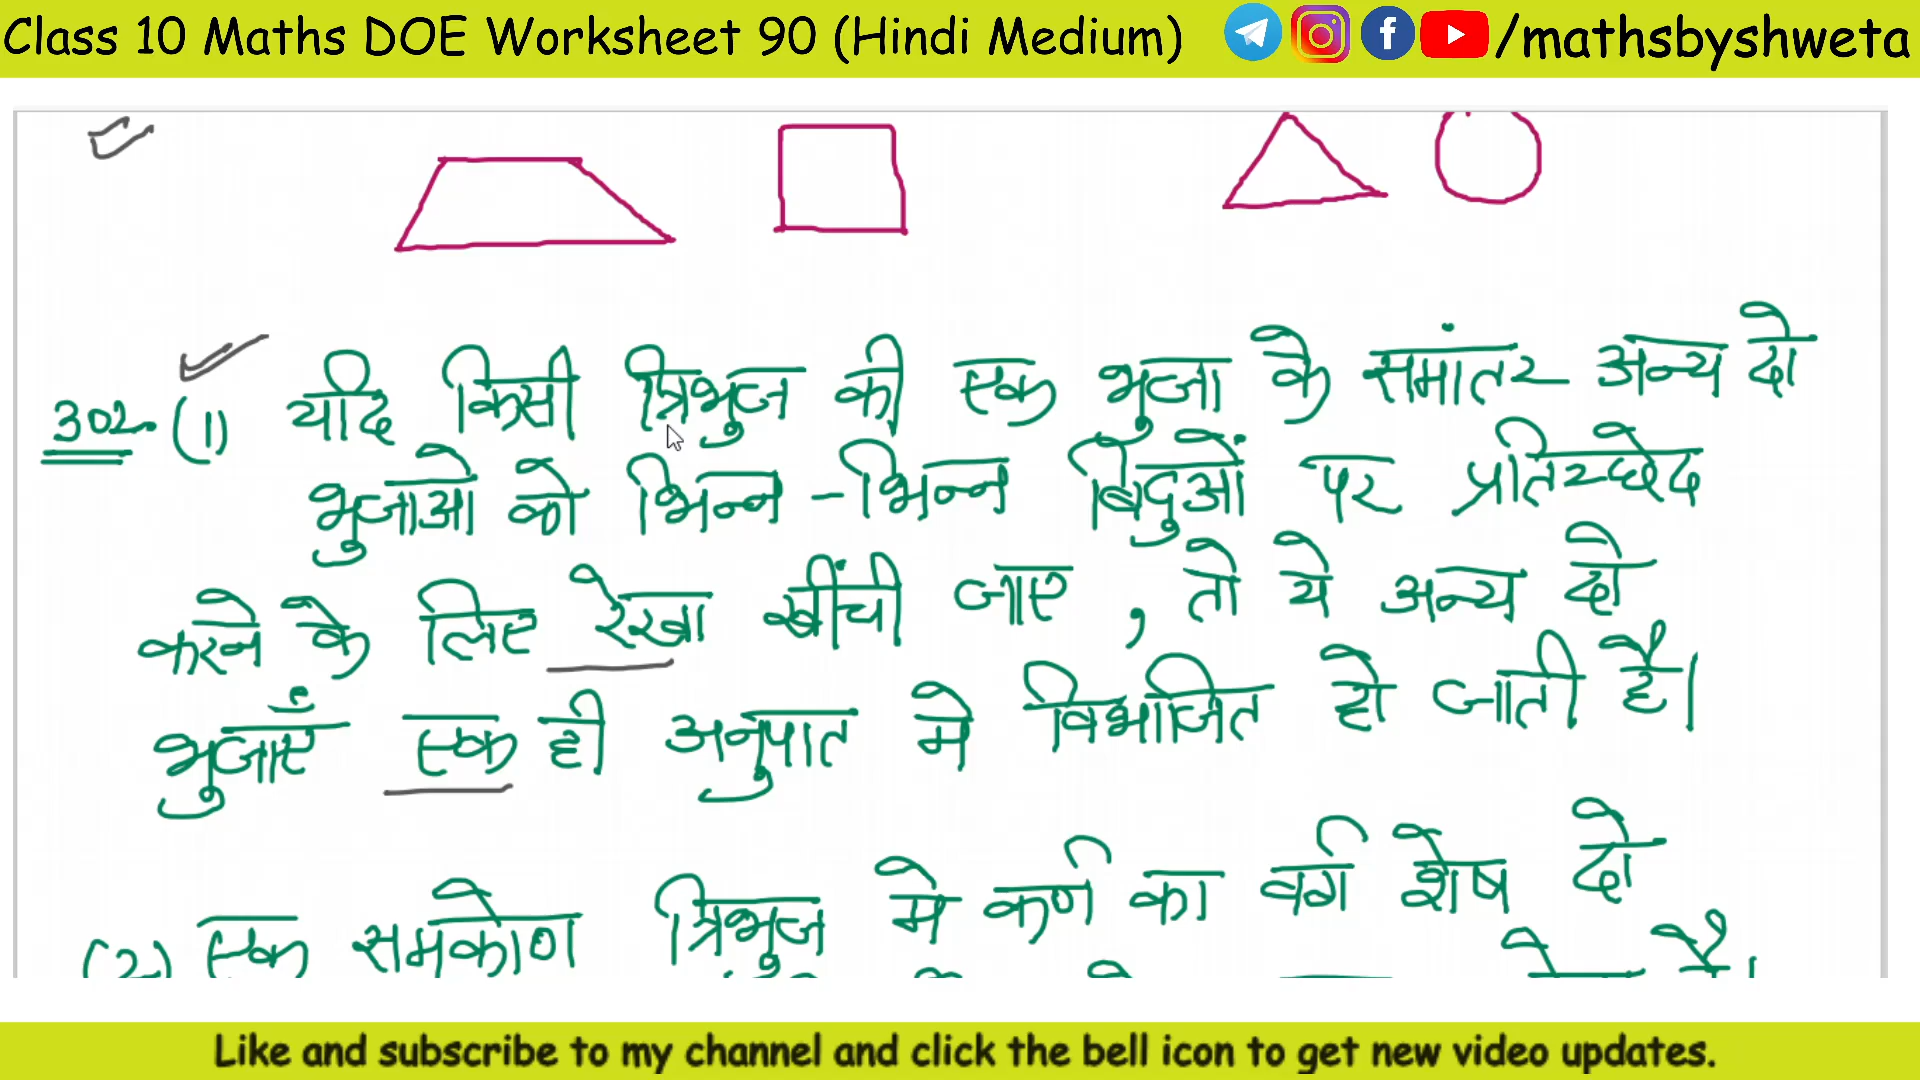 Class 10 Maths DOE Worksheet 90 (Hindi Medium) /mathsbyshweta
उ०२. (1) यदि किसी त्रिभुज की एक भुजा के समांतर अन्य दो
भुजाओ को भिन्न - भिन्न बिंदुओं पर प्रतिच्छेद
करने के लिए रेखा खींची जाए , तो ये अन्य दो
भुजाएँ एक ही अनुपात मे विभाजित हो जाती है।
(2) एक समकोण त्रिभुज मे कर्ण का वर्ग शेष दो
Like and subscribe to my channel and click the bell icon to get new video updates.